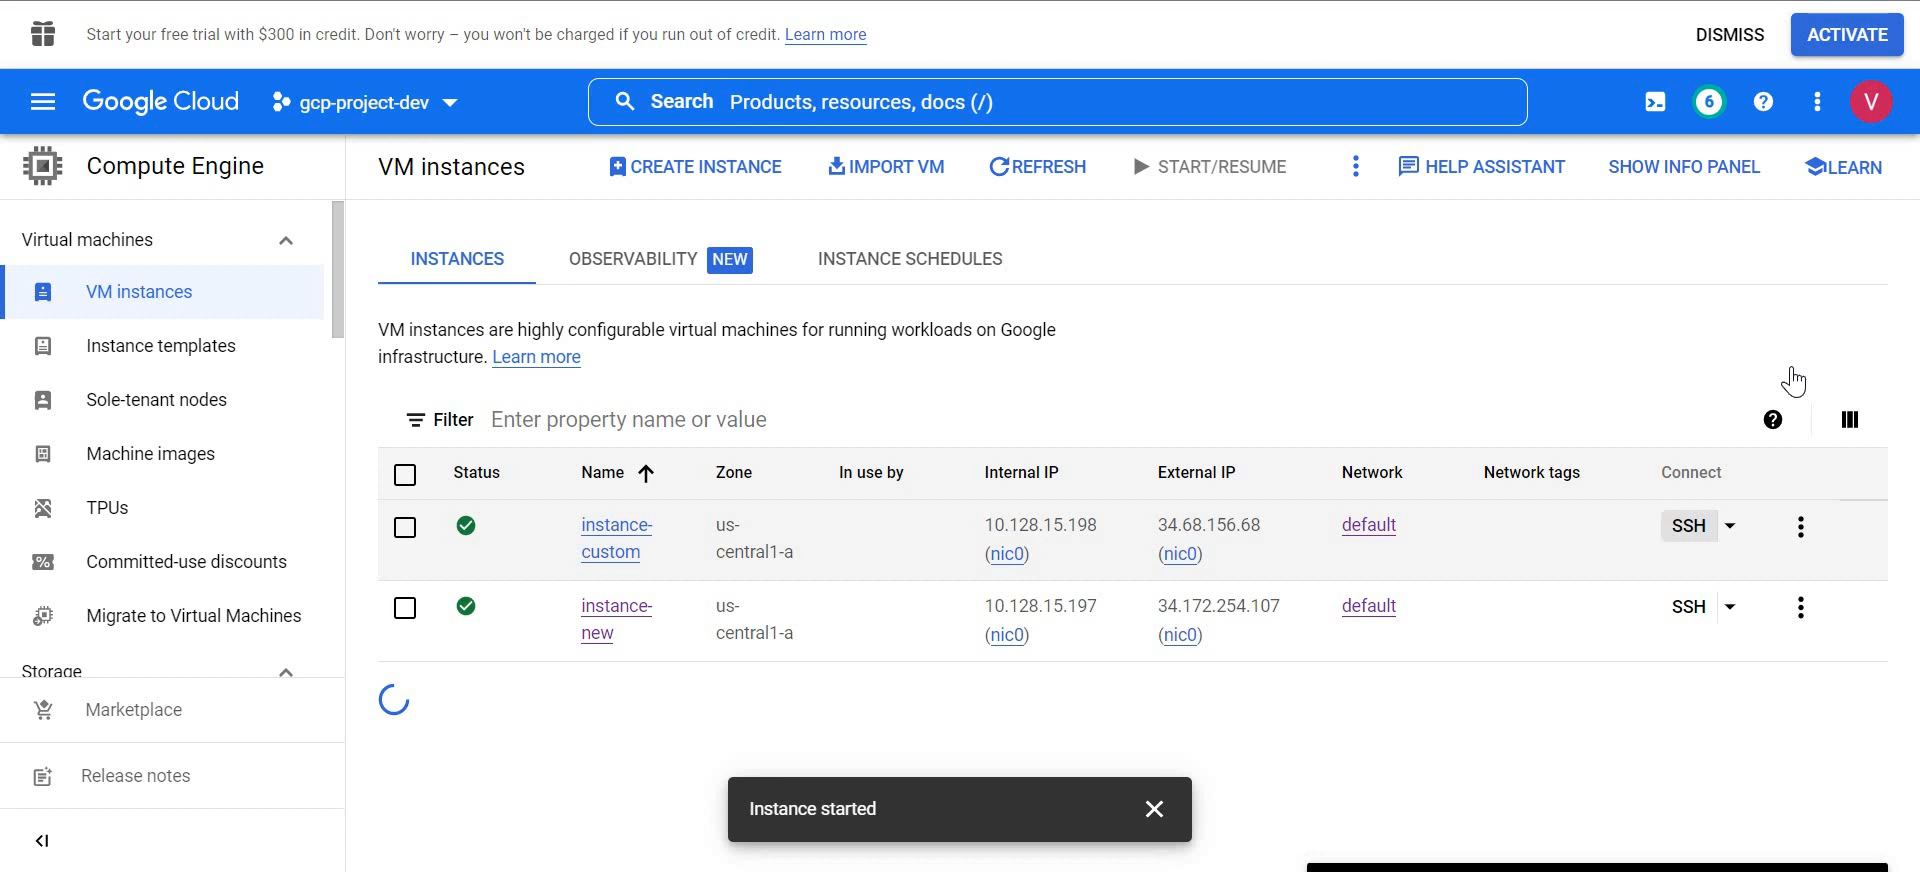 Start your free trial with $300 in credit. Don't worry – you won't be charged if you run out of credit. Learn more
DISMISS
ACTIVATE
Google Cloud
gcp-project-dev
Search Products, resources, docs (/)
6
V
Compute Engine
VM instances
CREATE INSTANCE
IMPORT VM
REFRESH
START/RESUME
HELP ASSISTANT
SHOW INFO PANEL
LEARN
Virtual machines
VM instances
Instance templates
Sole-tenant nodes
Machine images
TPUs
Committed-use discounts
Migrate to Virtual Machines
Storage
Marketplace
Release notes
INSTANCES
OBSERVABILITY NEW
INSTANCE SCHEDULES
VM instances are highly configurable virtual machines for running workloads on Google
infrastructure. Learn more
Filter Enter property name or value
Status Name Zone In use by Internal IP External IP Network Network tags Connect
instance- us- 10.128.15.198 34.68.156.68 default SSH
custom central1-a (nic0) (nic0)
instance- us- 10.128.15.197 34.172.254.107 default SSH
new central1-a (nic0) (nic0)
Instance started